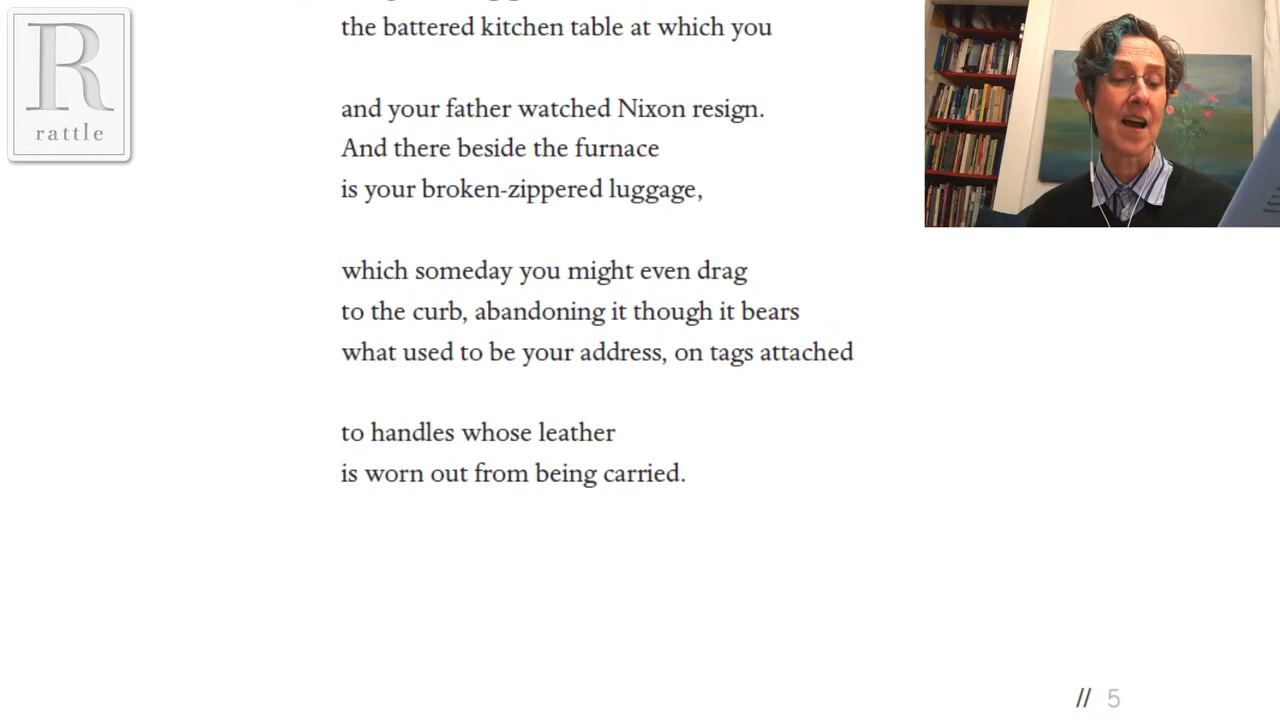 R
rattle
the battered kitchen table at which you
and your father watched Nixon resign.
And there beside the furnace
is your broken-zippered luggage,
which someday you might even drag
to the curb, abandoning it though it bears
what used to be your address, on tags attached
to handles whose leather
is worn out from being carried.
// 5